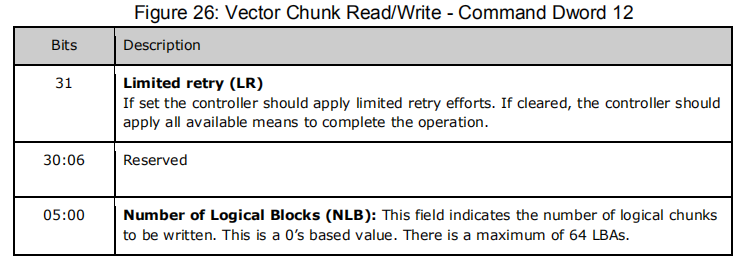 Figure 26: Vector Chunk Read/Write - Command Dword 12
Bits Description
31 Limited retry (LR)
If set the controller should apply limited retry efforts. If cleared, the controller should
apply all available means to complete the operation.
30:06 Reserved
05:00 Number of Logical Blocks (NLB): This field indicates the number of logical chunks
to be written. This is a 0’s based value. There is a maximum of 64 LBAs.